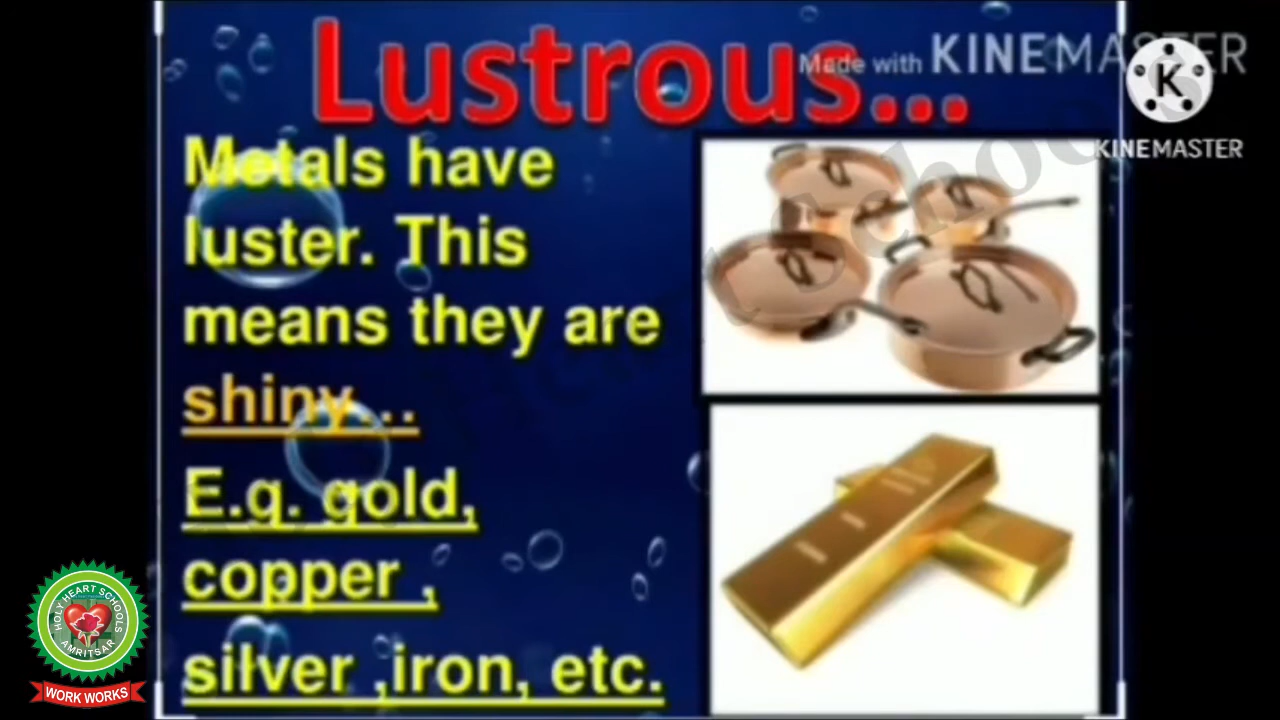 Lustrous...
Made with KINEMASTER
K
KINEMASTER
Metals have
luster. This
means they are
shiny...
E.g. gold,
copper ,
silver ,iron, etc.
HOLY HEART SCHOOLS
AMRITSAR
WORK WORKS